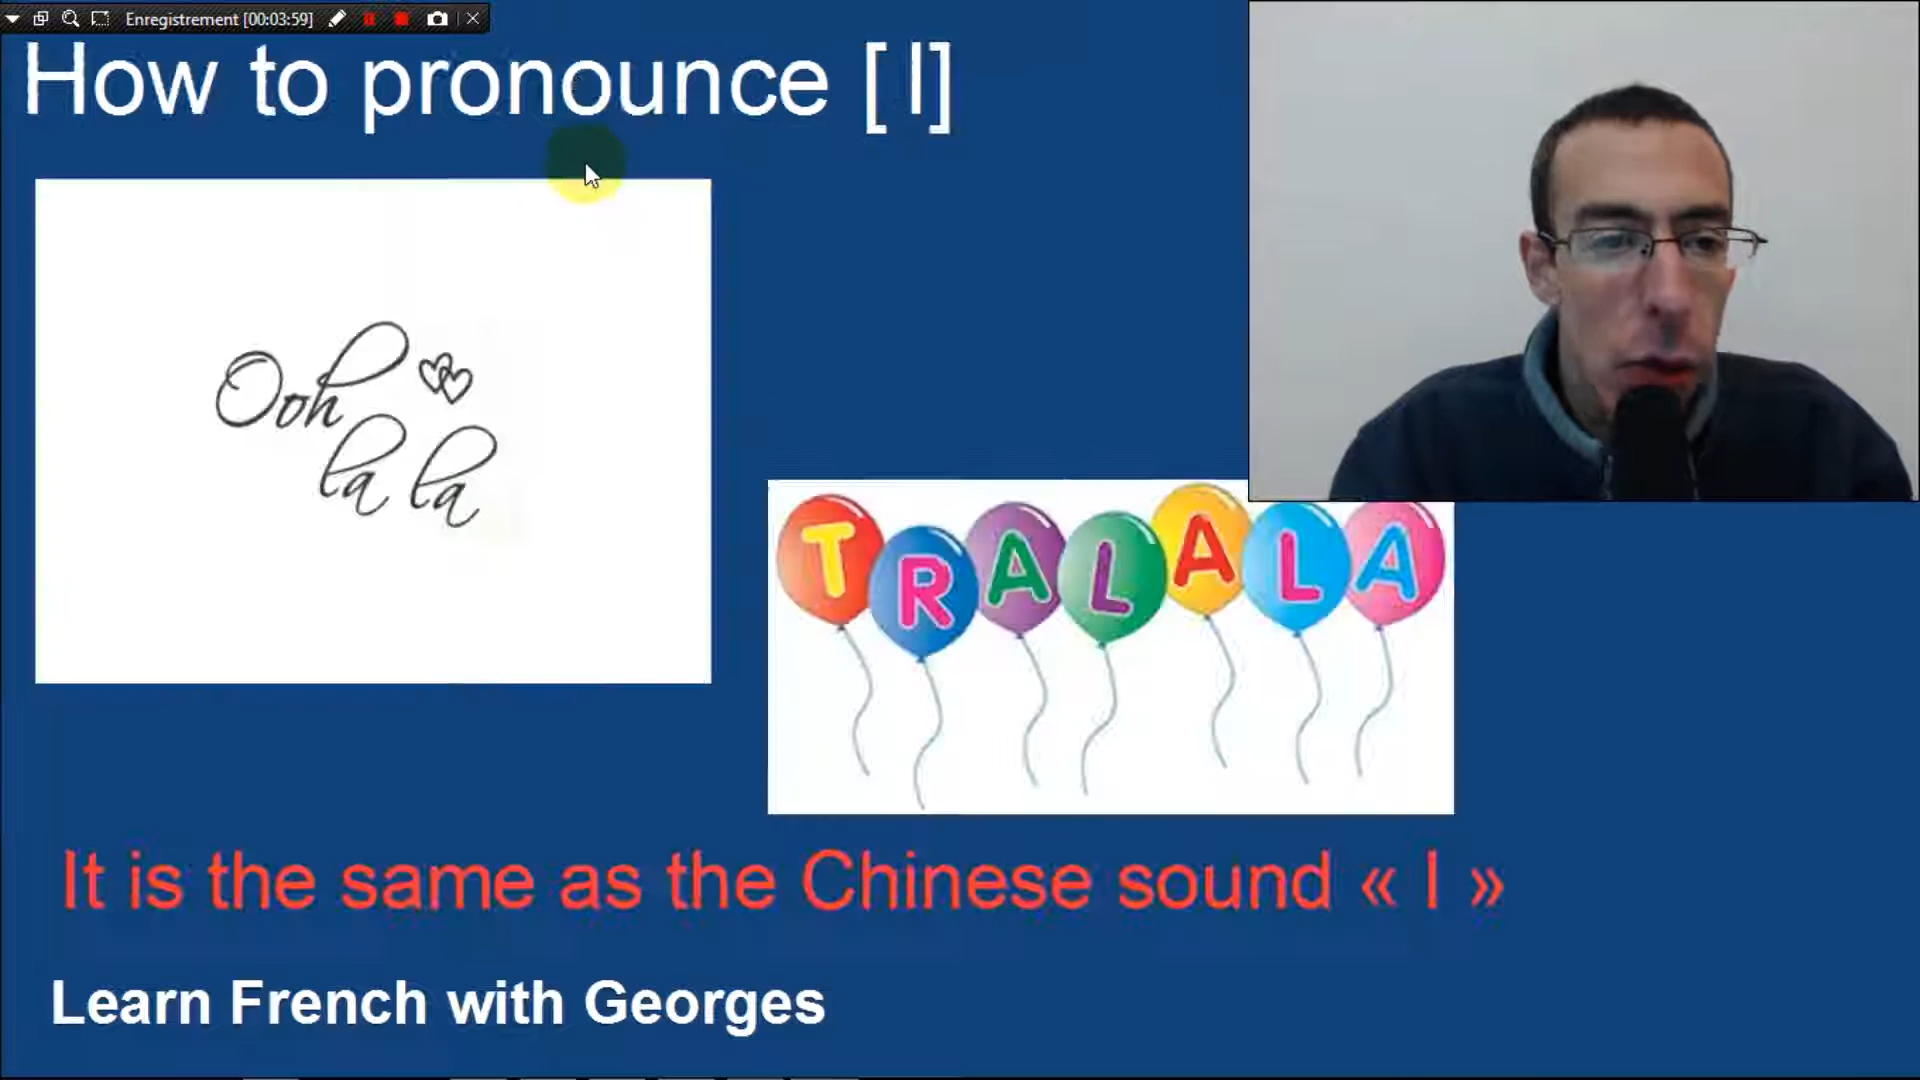 Enregistrement [00:03:59]
How to pronounce [ l]
Ooh
la la
TRALALA
It is the same as the Chinese sound « l »
Learn French with Georges